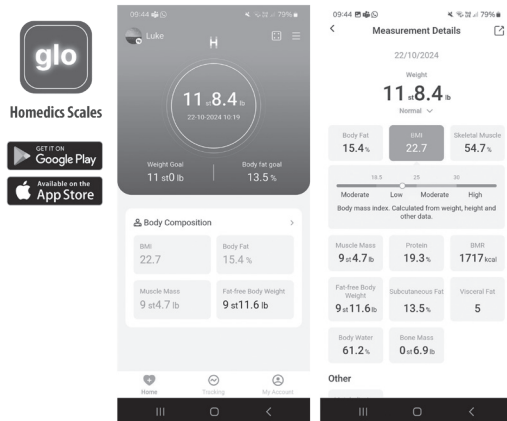 glo
Homedics Scales
GET IT ON
Google Play
Available on the
App Store
09:44
79%
Luke
H
11 st 8.4 lb
22-10-2024 10:19
Weight Goal
11 st 0 lb
Body fat goal
13.5 %
Body Composition >
BMI
22.7
Body Fat
15.4 %
Muscle Mass
9 st 4.7 lb
Fat-free Body Weight
9 st 11.6 lb
Home
Tracking
My Account
09:44
79%
Measurement Details
22/10/2024
Weight
11 st 8.4 lb
Normal
Body Fat
15.4 %
BMI
22.7
Skeletal Muscle
54.7 %
25
Moderate Low Moderate High
Body mass index. Calculated from weight, height and
other data.
Muscle Mass
9 st 4.7 lb
Protein
19.3 %
BMR
1717 kcal
Fat-free Body
Weight
9 st 11.6 lb
Subcutaneous Fat
13.5 %
Visceral Fat
5
Body Water
61.2 %
Bone Mass
0 st 6.9 lb
Other